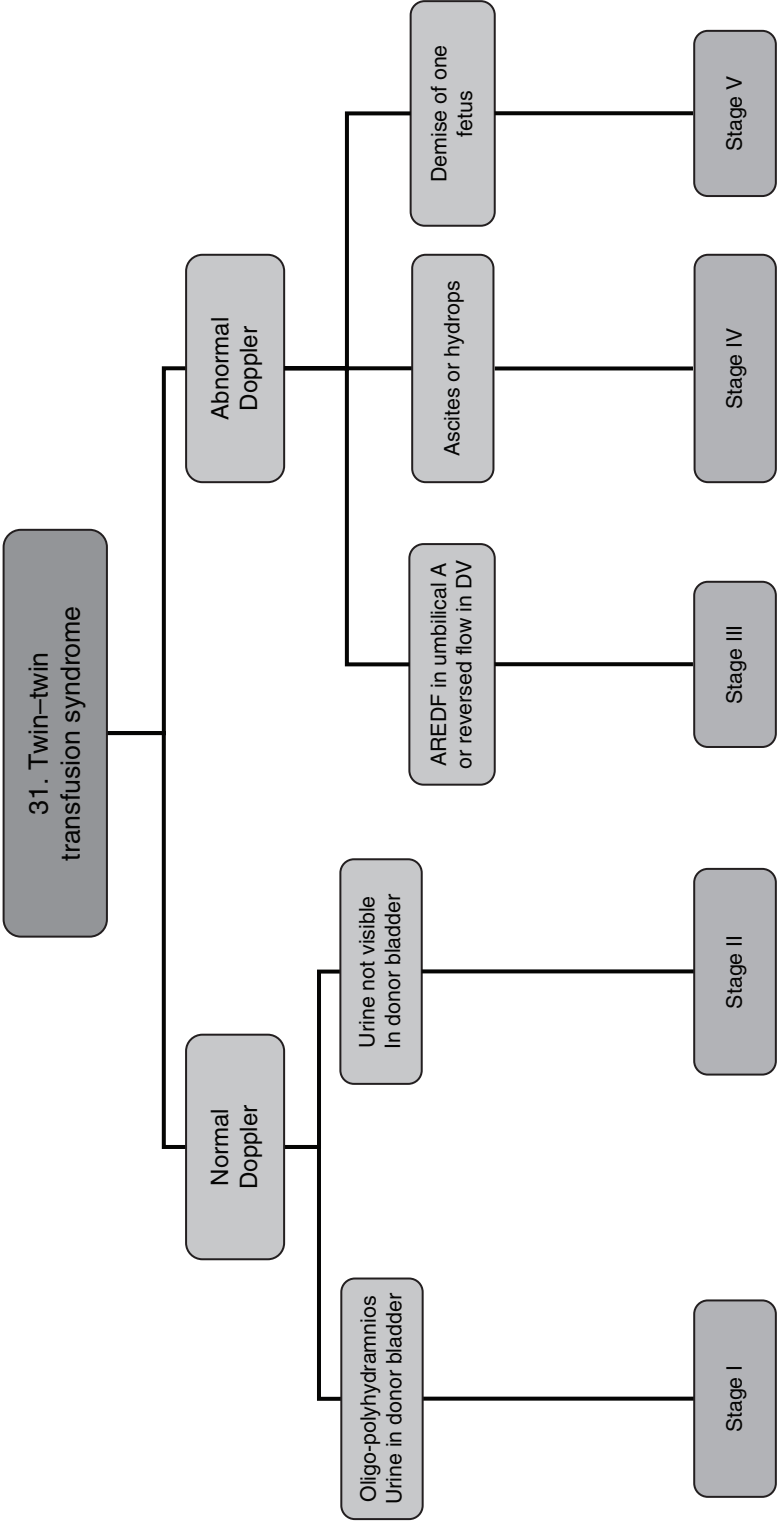 31. Twin–twin
transfusion syndrome
Normal
Doppler
Abnormal
Doppler
Oligo-polyhydramnios
Urine in donor bladder
Urine not visible
In donor bladder
AREDF in umbilical A
or reversed flow in DV
Ascites or hydrops
Demise of one
fetus
Stage I
Stage II
Stage III
Stage IV
Stage V